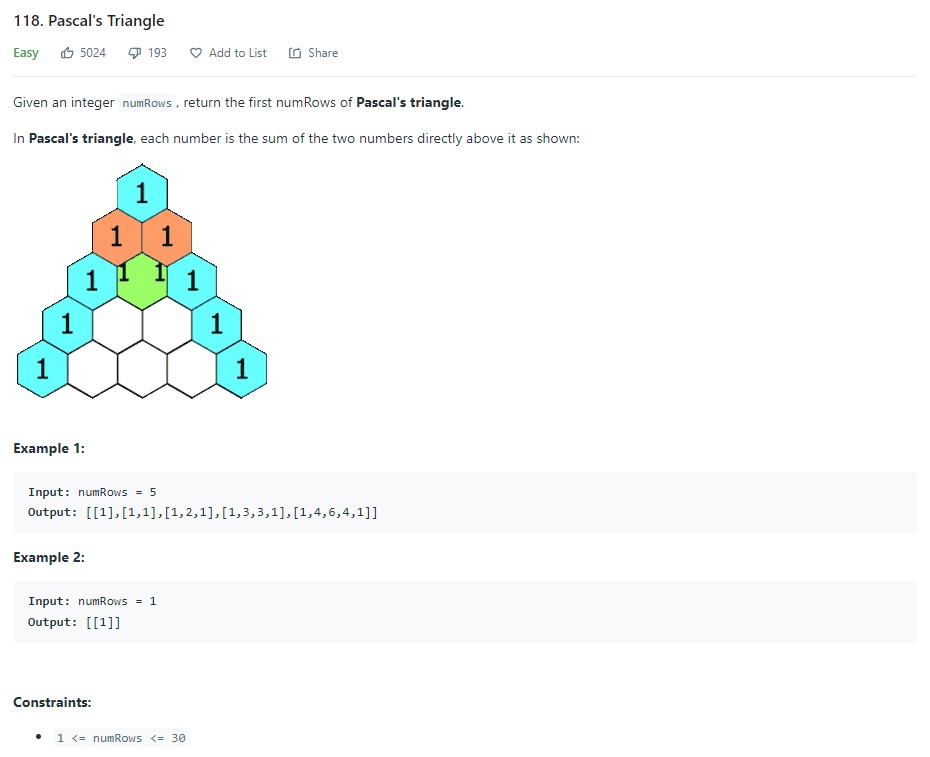 118. Pascal's Triangle
Easy 5024 193 Add to List Share
Given an integer numRows , return the first numRows of Pascal's triangle.
In Pascal's triangle, each number is the sum of the two numbers directly above it as shown:
1
1 1
1 1 1 1
1 1
1 1
Example 1:
Input: numRows = 5
Output: [[1],[1,1],[1,2,1],[1,3,3,1],[1,4,6,4,1]]
Example 2:
Input: numRows = 1
Output: [[1]]
Constraints:
• 1 <= numRows <= 30